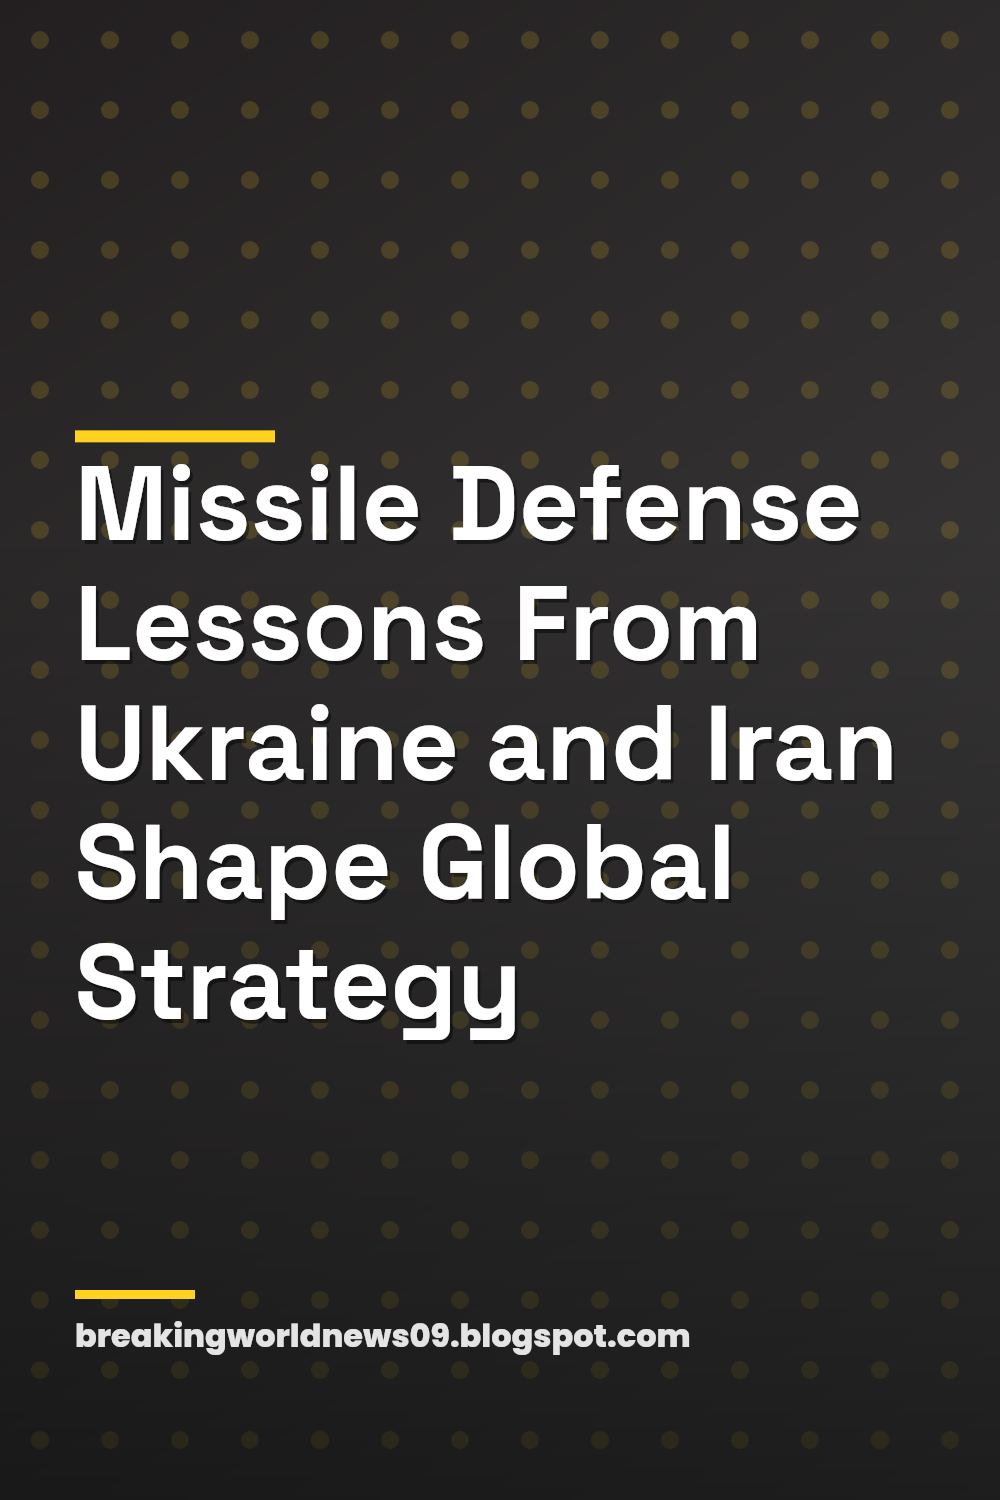 Missile Defense
Lessons From
Ukraine and Iran
Shape Global
Strategy
breakingworldnews09.blogspot.com